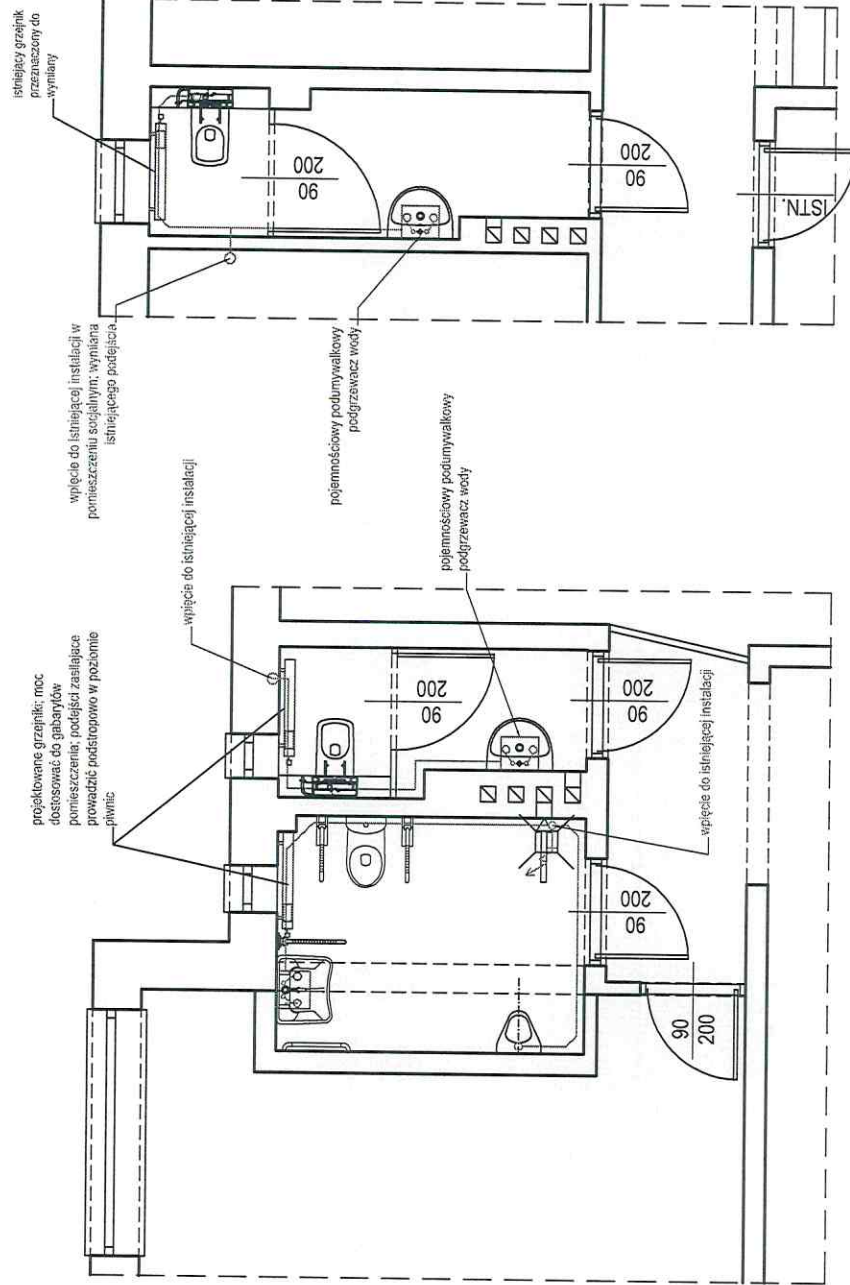 istniejący grzejnik
przeznaczony do
wymiany
wpięcie do istniejącej instalacji w
pomieszczeniu socjalnym; wymiana
istniejącego podejścia
pojemnościowy podumywalkowy
podgrzewacz wody
90
200
90
200
ISTN.
projektowane grzejniki; moc
dostosować do gabarytów
pomieszczenia; podejści zasilające
prowadzić podstropowo w poziomie
piwnic
wpięcie do istniejącej instalacji
pojemnościowy podumywalkowy
podgrzewacz wody
90
200
90
200
90
200
90
200
wpięcie do istniejącej instalacji